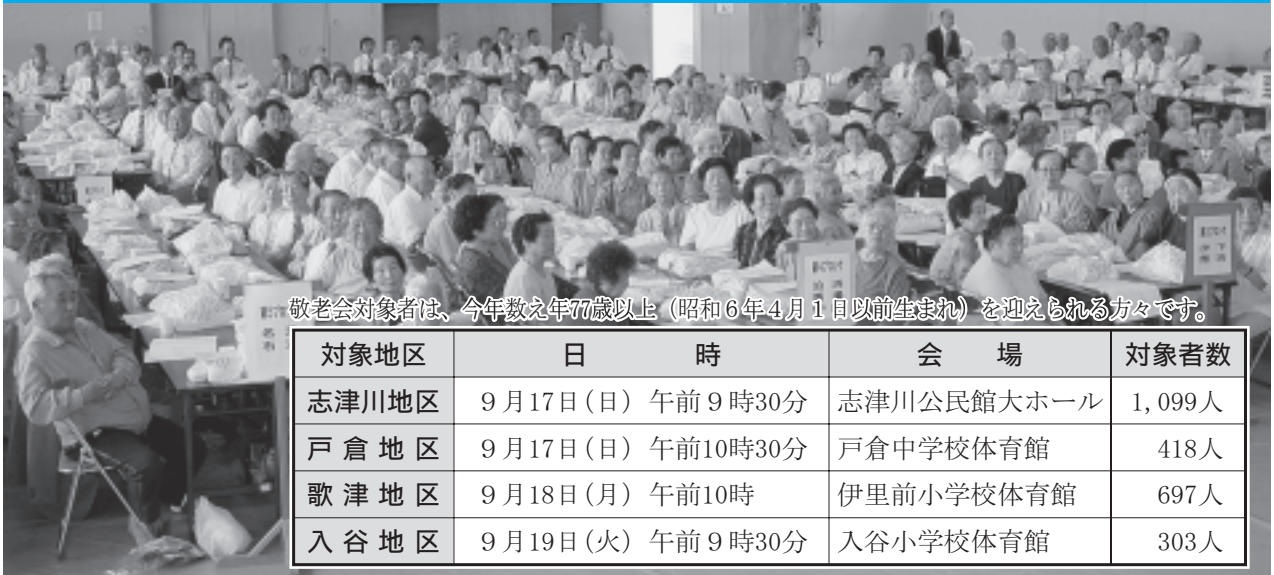 敬老会対象者は、今年数え年77歳以上（昭和6年4月1日以前生まれ）を迎えられる方々です。
対象地区 日　時 会　場 対象者数
志津川地区 9月17日(日) 午前9時30分 志津川公民館大ホール 1,099人
戸倉地区 9月17日(日) 午前10時30分 戸倉中学校体育館 418人
歌津地区 9月18日(月) 午前10時 伊里前小学校体育館 697人
入谷地区 9月19日(火) 午前9時30分 入谷小学校体育館 303人